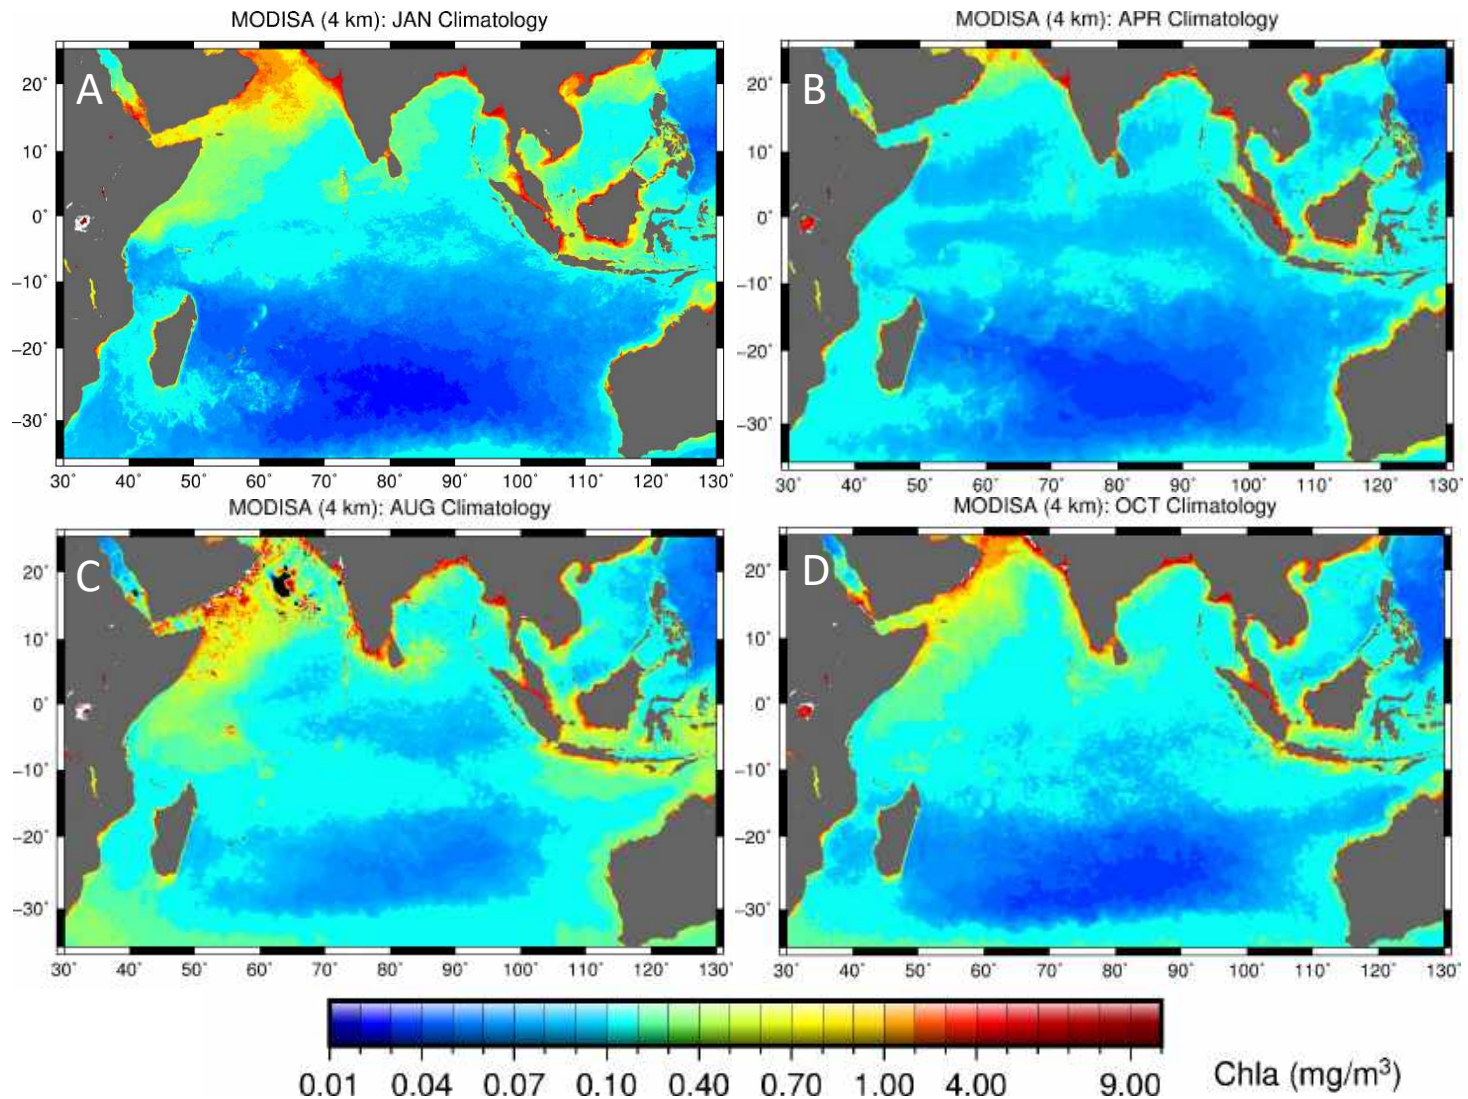 MODISA (4 km): JAN Climatology
MODISA (4 km): APR Climatology
A
B
20°
10°
0°
−10°
−20°
−30°
20°
10°
0°
−10°
−20°
−30°
30° 40° 50° 60° 70° 80° 90° 100° 110° 120° 130°
30° 40° 50° 60° 70° 80° 90° 100° 110° 120° 130°
MODISA (4 km): AUG Climatology
MODISA (4 km): OCT Climatology
C
D
20°
10°
0°
−10°
−20°
−30°
20°
10°
0°
−10°
−20°
−30°
30° 40° 50° 60° 70° 80° 90° 100° 110° 120° 130°
30° 40° 50° 60° 70° 80° 90° 100° 110° 120° 130°
0.01 0.04 0.07 0.10 0.40 0.70 1.00 4.00 9.00
Chla (mg/m³)